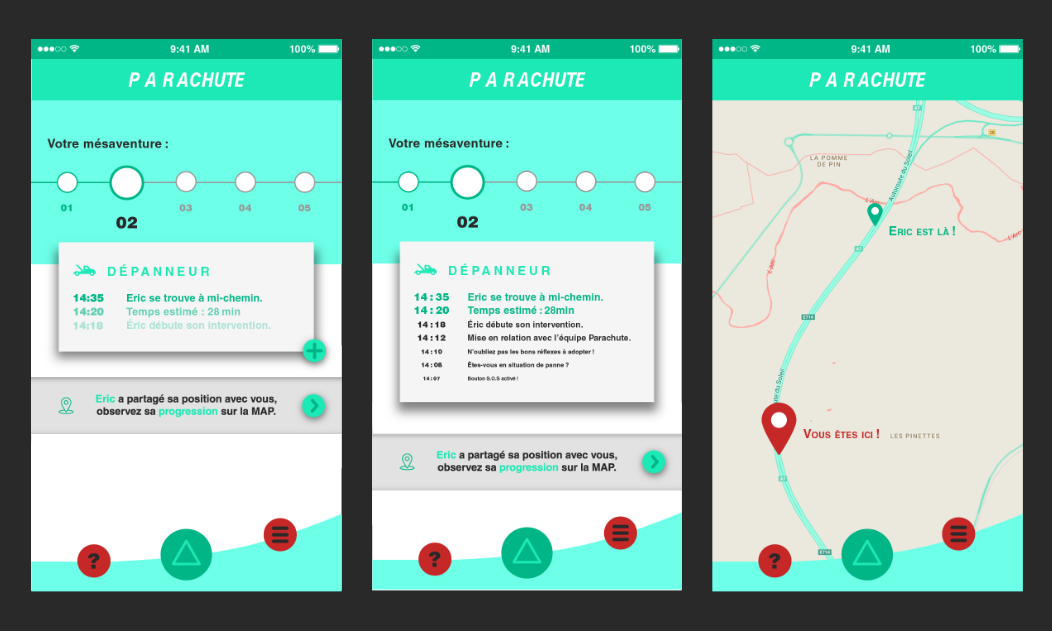 9:41 AM 100%
PARACHUTE
Votre mésaventure :
01 02 03 04 05
DÉPANNEUR
14:35 Eric se trouve à mi-chemin.
14:20 Temps estimé : 28 min
14:18 Éric débute son intervention.
Eric a partagé sa position avec vous,
observez sa progression sur la MAP.
?
9:41 AM 100%
PARACHUTE
Votre mésaventure :
01 02 03 04 05
DÉPANNEUR
14:35 Eric se trouve à mi-chemin.
14:20 Temps estimé : 28min
14:18 Éric débute son intervention.
14:12 Mise en relation avec l'équipe Parachute.
14:10 N'oubliez pas les bons réflexes à adopter !
14:08 Êtes-vous en situation de panne ?
14:07 Bouton S.O.S activé !
Eric a partagé sa position avec vous,
observez sa progression sur la MAP.
?
9:41 AM 100%
PARACHUTE
A7
LA POMME
DE PIN
Autoroute du Soleil
ERIC EST LÀ !
VOUS ÊTES ICI !
LES PINETTES
?